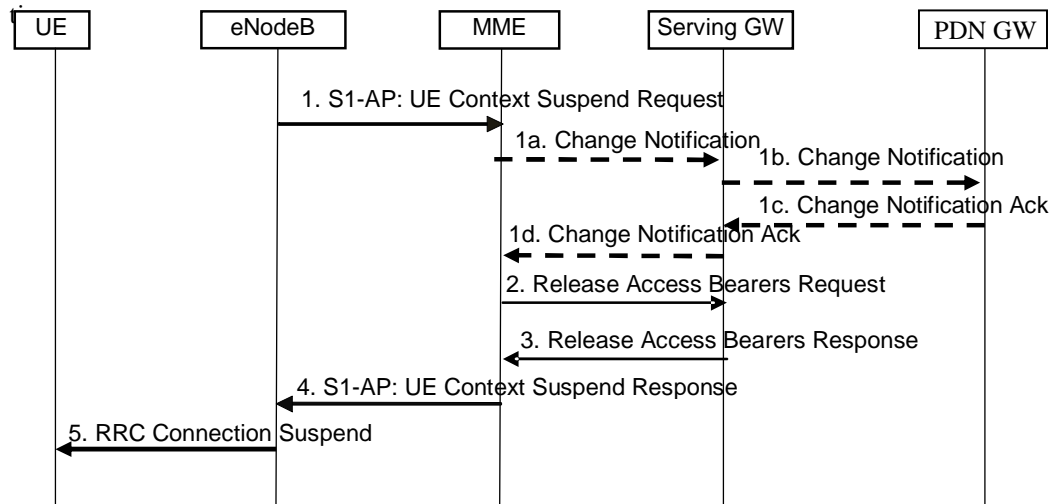 ti
UE
eNodeB
MME
Serving GW
PDN GW
1. S1-AP: UE Context Suspend Request
1a. Change Notification
1b. Change Notification
1c. Change Notification Ack
1d. Change Notification Ack
2. Release Access Bearers Request
3. Release Access Bearers Response
4. S1-AP: UE Context Suspend Response
5. RRC Connection Suspend